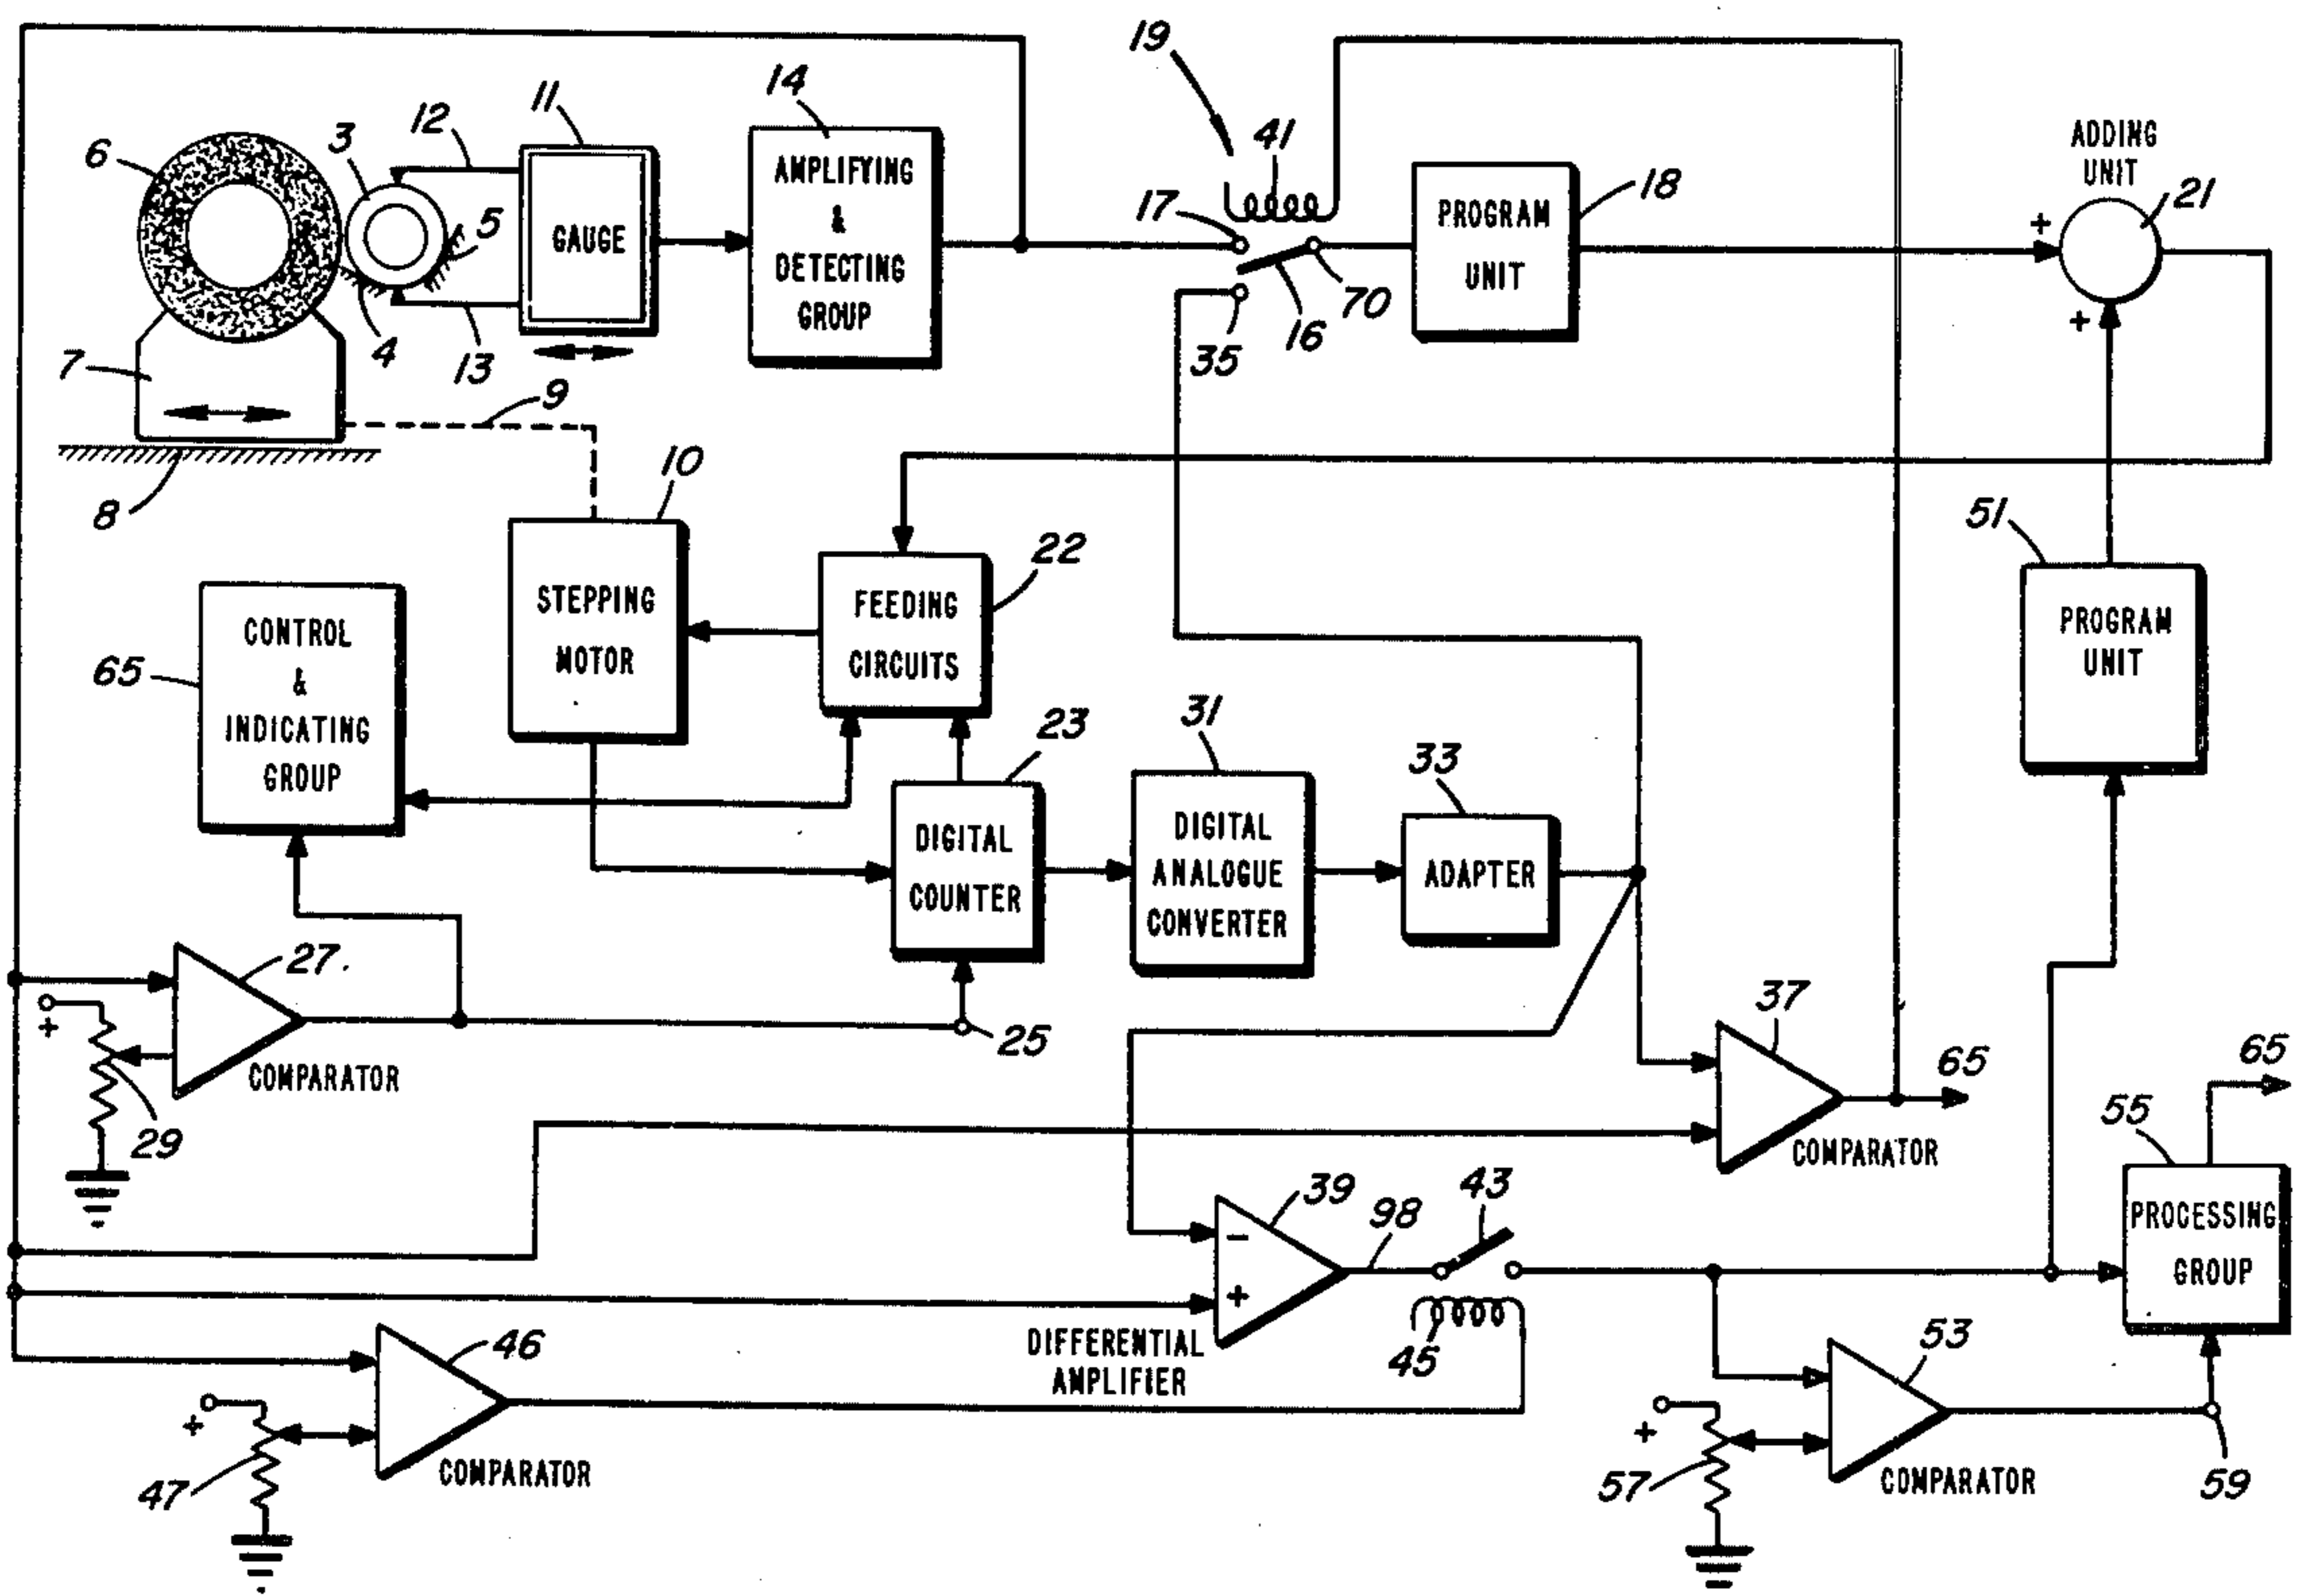 19
14
11
12
3
6
41
ADDING
UNIT
21
AMPLIFYING
&
DETECTING
GROUP
17
18
5
GAUGE
PROGRAM
UNIT
+
+
70
16
35
4
13
7
9
8
10
51
22
STEPPING
MOTOR
FEEDING
CIRCUITS
PROGRAM
UNIT
65
CONTROL
&
INDICATING
GROUP
23
31
33
DIGITAL
COUNTER
DIGITAL
ANALOGUE
CONVERTER
ADAPTER
27
+
25
COMPARATOR
29
37
65
COMPARATOR
65
55
PROCESSING
GROUP
39
98
43
-
+
DIFFERENTIAL
AMPLIFIER
45
46
+
47
COMPARATOR
53
+
57
COMPARATOR
59